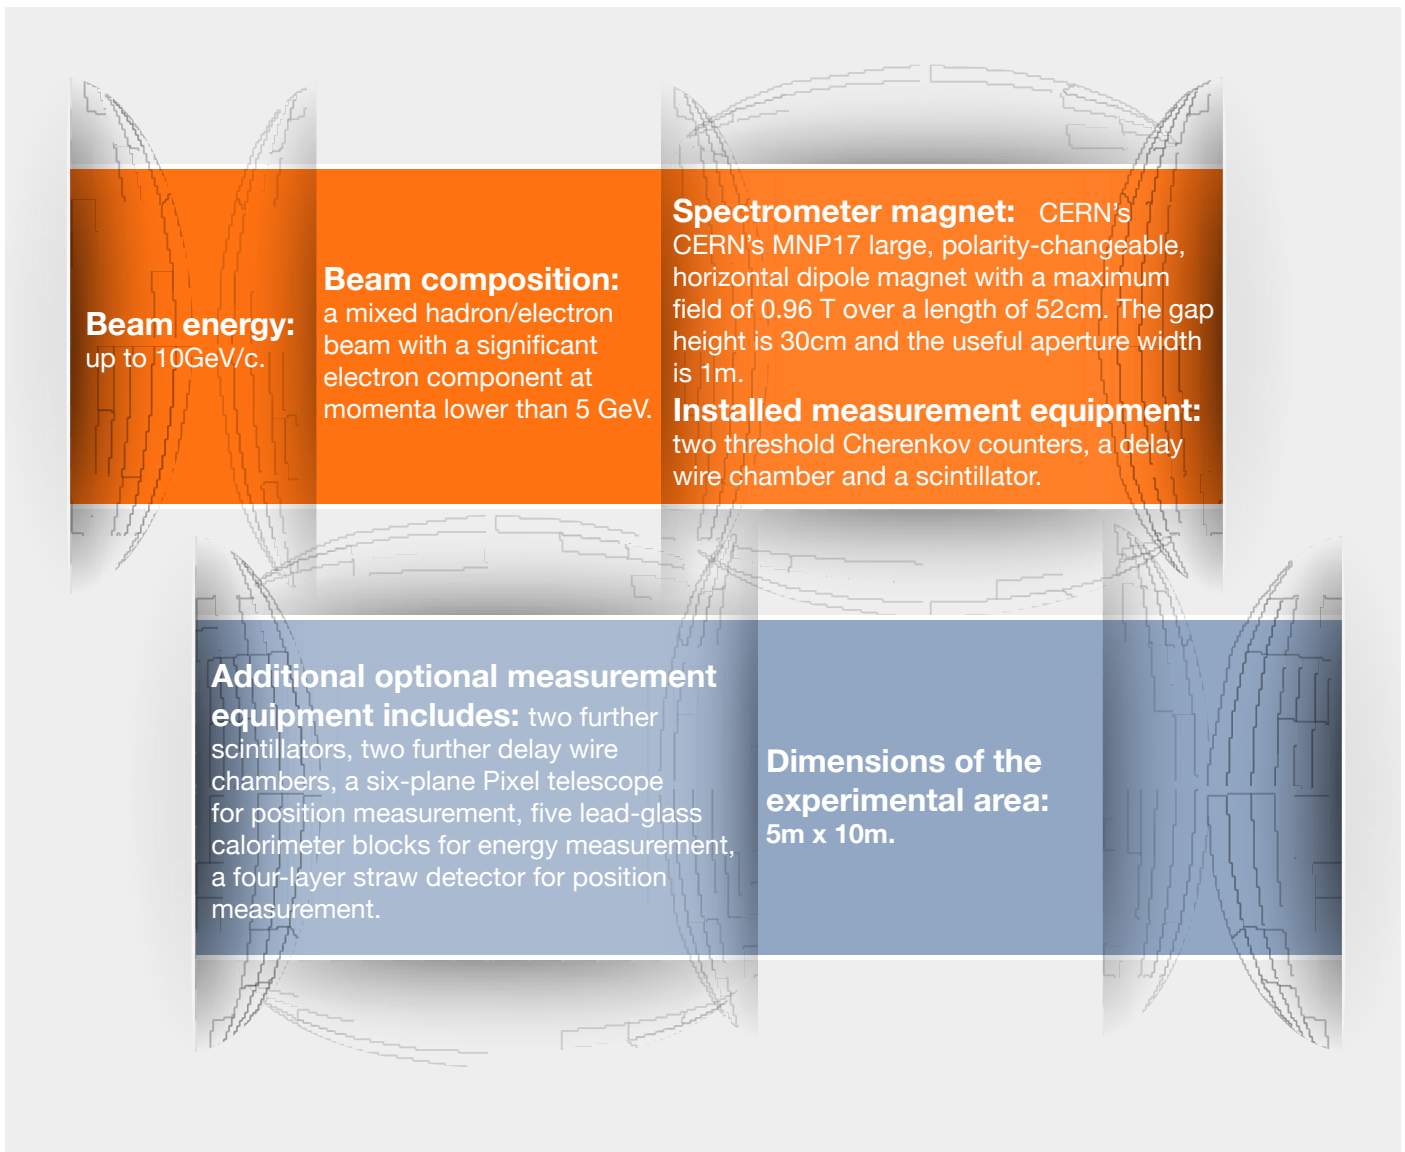 Beam energy:
up to 10GeV/c.
Beam composition:
a mixed hadron/electron
beam with a significant
electron component at
momenta lower than 5 GeV.
Spectrometer magnet: CERN’s
CERN’s MNP17 large, polarity-changeable,
horizontal dipole magnet with a maximum
field of 0.96 T over a length of 52cm. The gap
height is 30cm and the useful aperture width
is 1m.
Installed measurement equipment:
two threshold Cherenkov counters, a delay
wire chamber and a scintillator.
Additional optional measurement
equipment includes: two further
scintillators, two further delay wire
chambers, a six-plane Pixel telescope
for position measurement, five lead-glass
calorimeter blocks for energy measurement,
a four-layer straw detector for position
measurement.
Dimensions of the
experimental area:
5m x 10m.